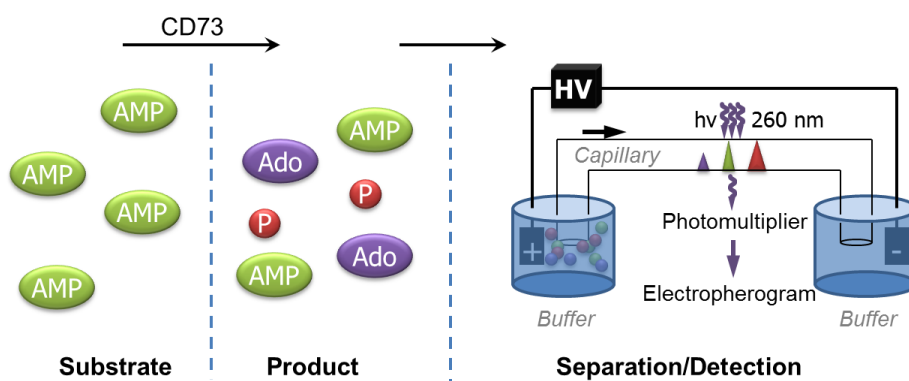 CD73
AMP
AMP
AMP
AMP
AMP
Ado
P
P
Ado
AMP
HV
hv 260 nm
Capillary
+
-
Photomultiplier
Electropherogram
Buffer
Buffer
Substrate
Product
Separation/Detection